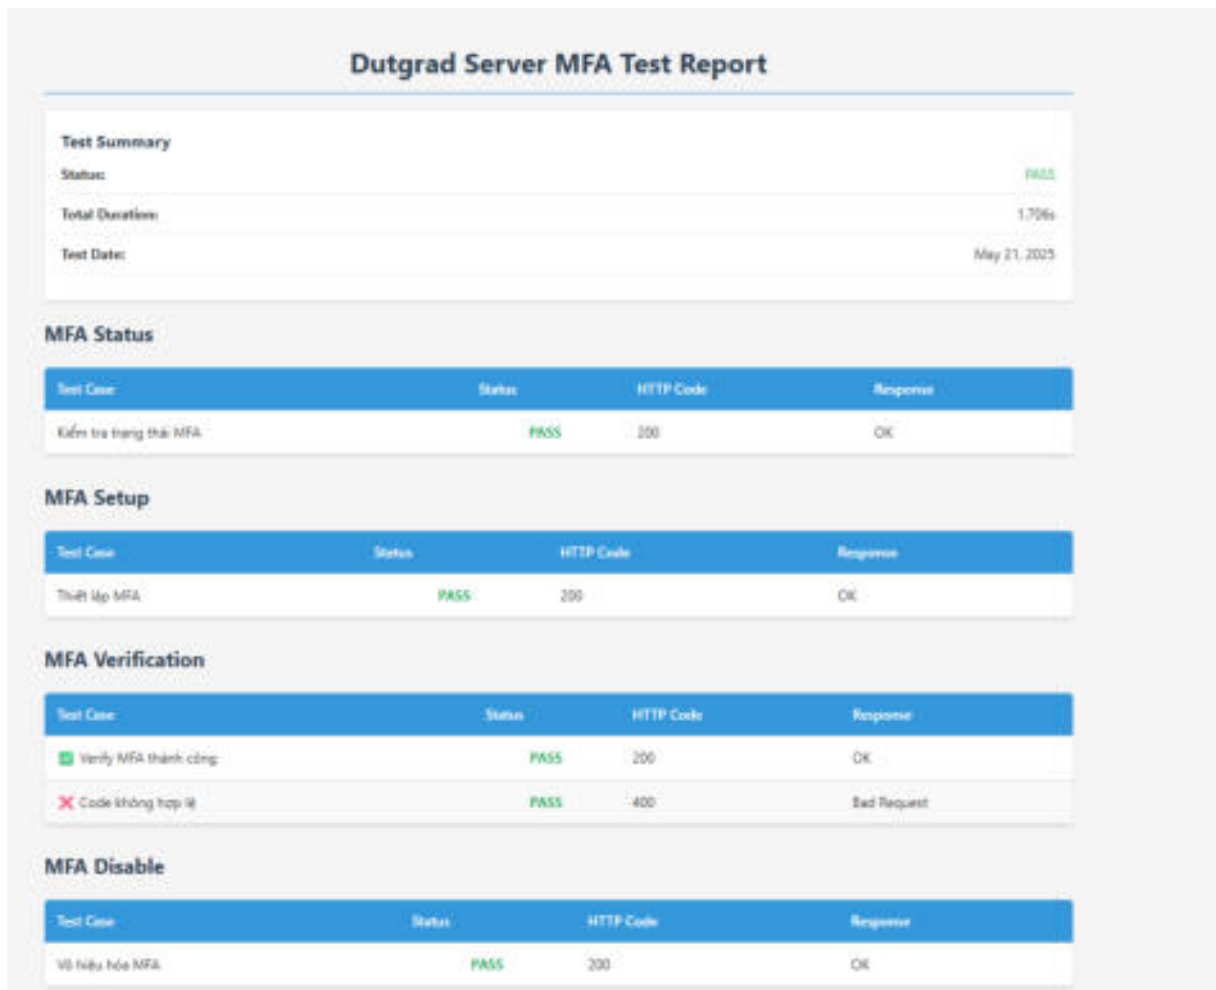 Dutgrad Server MFA Test Report
Test Summary
Status: PASS
Total Duration: 1.706s
Test Date: May 21, 2025
MFA Status
Test Case Status HTTP Code Response
Kiểm tra trạng thái MFA PASS 200 OK
MFA Setup
Test Case Status HTTP Code Response
Thiết lập MFA PASS 200 OK
MFA Verification
Test Case Status HTTP Code Response
✅ Verify MFA thành công PASS 200 OK
❌ Code không hợp lệ PASS 400 Bad Request
MFA Disable
Test Case Status HTTP Code Response
Vô hiệu hóa MFA PASS 200 OK